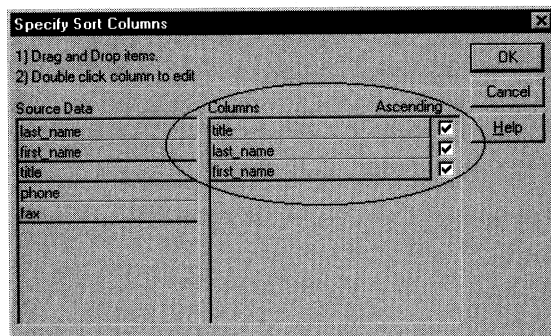 Specify Sort Columns
1) Drag and Drop items.
2) Double click column to edit
OK
Cancel
Help
Source Data
last_name
first_name
title
phone
fax
Columns Ascending
title
last_name
first_name